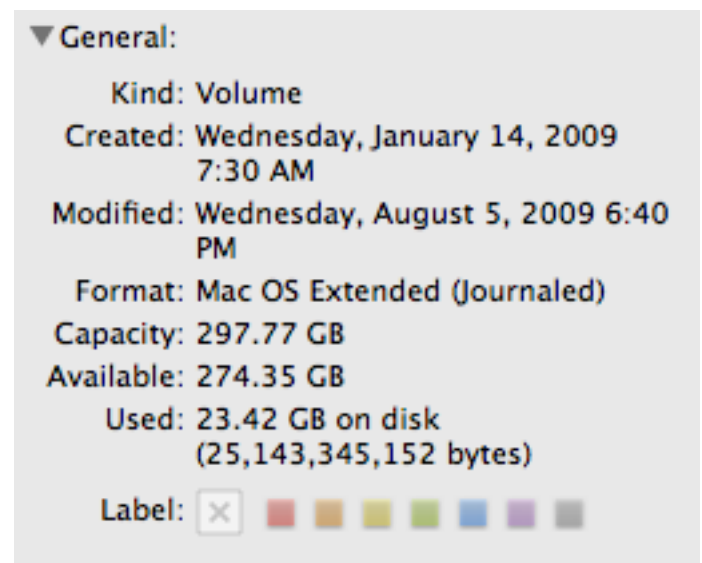 General:
Kind: Volume
Created: Wednesday, January 14, 2009
7:30 AM
Modified: Wednesday, August 5, 2009 6:40
PM
Format: Mac OS Extended (Journaled)
Capacity: 297.77 GB
Available: 274.35 GB
Used: 23.42 GB on disk
(25,143,345,152 bytes)
Label: